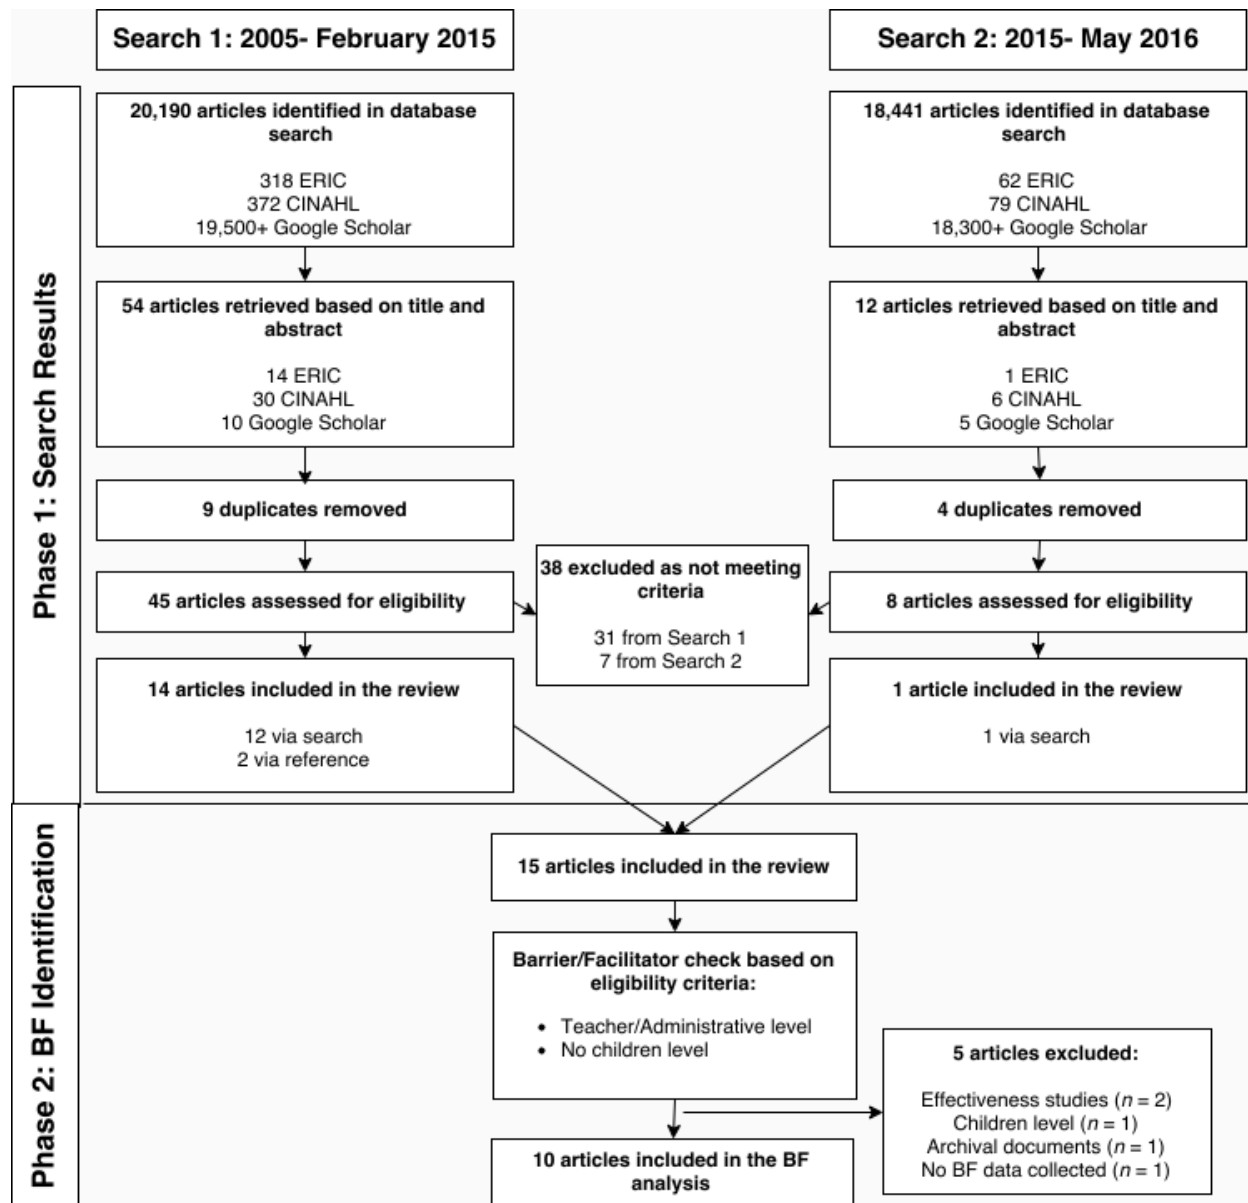 Search 1: 2005- February 2015
Search 2: 2015- May 2016
Phase 1: Search Results
20,190 articles identified in database
search
318 ERIC
372 CINAHL
19,500+ Google Scholar
18,441 articles identified in database
search
62 ERIC
79 CINAHL
18,300+ Google Scholar
54 articles retrieved based on title and
abstract
14 ERIC
30 CINAHL
10 Google Scholar
12 articles retrieved based on title and
abstract
1 ERIC
6 CINAHL
5 Google Scholar
9 duplicates removed
4 duplicates removed
45 articles assessed for eligibility
38 excluded as not meeting
criteria
31 from Search 1
7 from Search 2
8 articles assessed for eligibility
14 articles included in the review
12 via search
2 via reference
1 article included in the review
1 via search
Phase 2: BF Identification
15 articles included in the review
Barrier/Facilitator check based on
eligibility criteria:
• Teacher/Administrative level
• No children level
5 articles excluded:
Effectiveness studies (n = 2)
Children level (n = 1)
Archival documents (n = 1)
No BF data collected (n = 1)
10 articles included in the BF
analysis